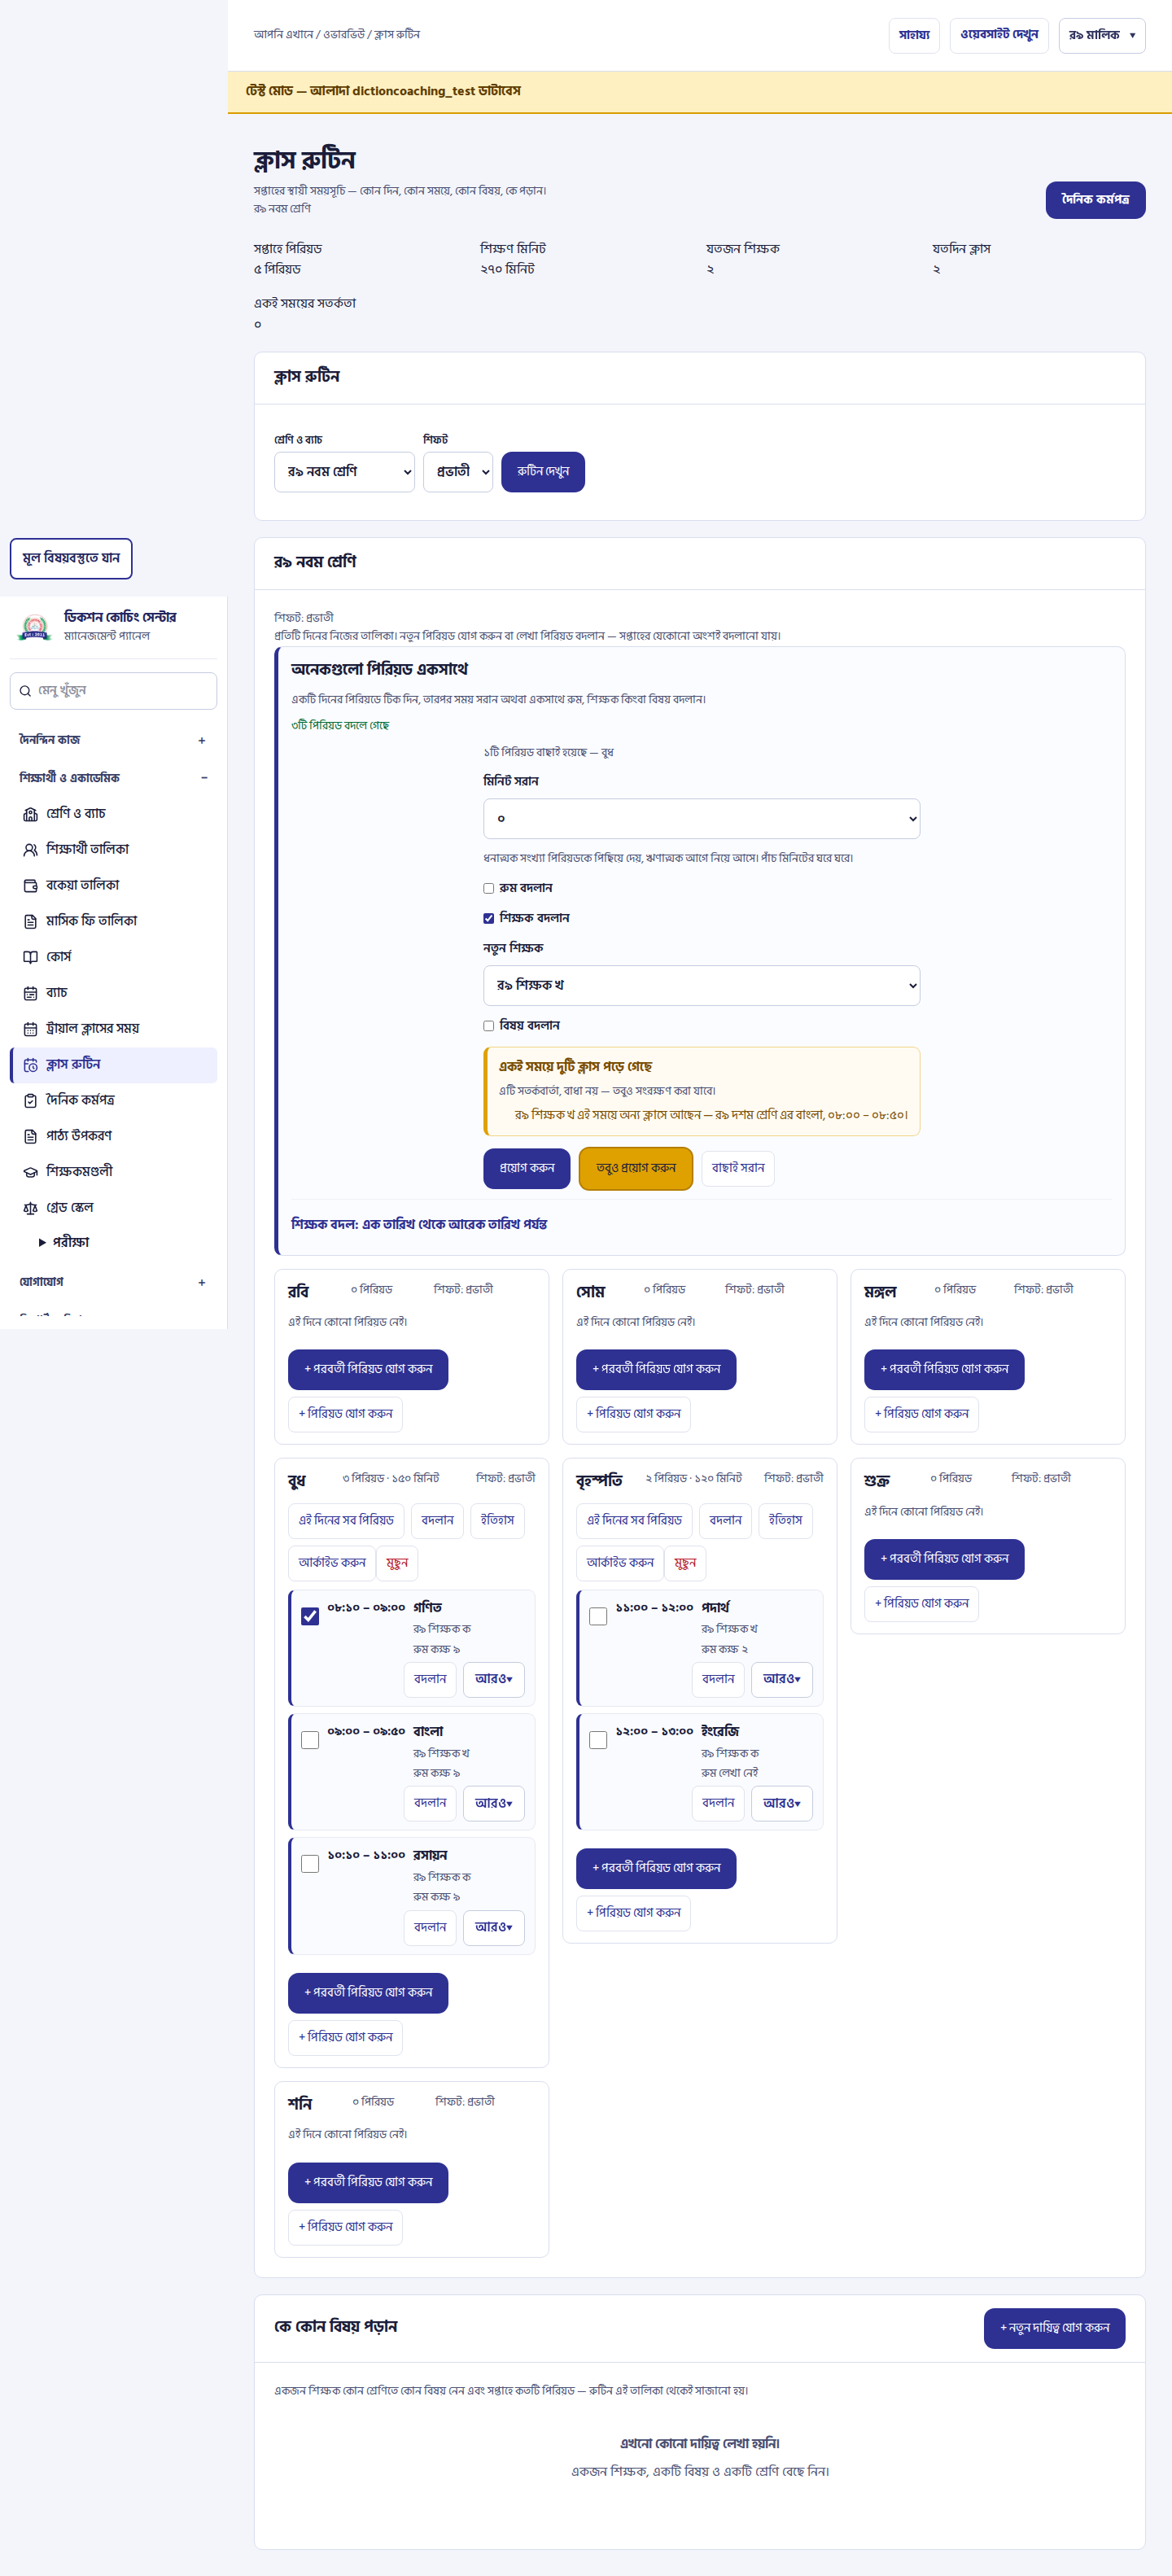 আপনি এখানে / ওভারভিউ / ক্লাস রুটিন
সাহায্য
ওয়েবসাইট দেখুন
র৯ মালিক
টেস্ট মোড — আলাদা dictioncoaching_test ডাটাবেস
ক্লাস রুটিন
সপ্তাহের স্থায়ী সময়সূচি — কোন দিন, কোন সময়ে, কোন বিষয়, কে পড়ান।
র৯ নবম শ্রেণি
দৈনিক কর্মপত্র
সপ্তাহে পিরিয়ড
৫ পিরিয়ড
শিক্ষণ মিনিট
২৭০ মিনিট
যতজন শিক্ষক
২
যতদিন ক্লাস
২
একই সময়ের সতর্কতা
০
ক্লাস রুটিন
শ্রেণি ও ব্যাচ
শিফট
র৯ নবম শ্রেণি
প্রভাতী
রুটিন দেখুন
মূল বিষয়বস্তুতে যান
ডিকশন কোচিং সেন্টার
ম্যানেজমেন্ট প্যানেল
মেনু খুঁজুন
দৈনন্দিন কাজ +
শিক্ষার্থী ও একাডেমিক −
শ্রেণি ও ব্যাচ
শিক্ষার্থী তালিকা
বকেয়া তালিকা
মাসিক ফি তালিকা
কোর্স
ব্যাচ
ট্রায়াল ক্লাসের সময়
ক্লাস রুটিন
দৈনিক কর্মপত্র
পাঠ্য উপকরণ
শিক্ষকমণ্ডলী
গ্রেড স্কেল
পরীক্ষা
যোগাযোগ +
র৯ নবম শ্রেণি
শিফট: প্রভাতী
প্রতিটি দিনের নিজের তালিকা। নতুন পিরিয়ড যোগ করুন বা লেখা পিরিয়ড বদলান — সপ্তাহের যেকোনো অংশই বদলানো যায়।
অনেকগুলো পিরিয়ড একসাথে
একটি দিনের পিরিয়ডে টিক দিন, তারপর সময় সরান অথবা একসাথে রুম, শিক্ষক কিংবা বিষয় বদলান।
৩টি পিরিয়ড বদলে গেছে
১টি পিরিয়ড বাছাই হয়েছে — বুধ
মিনিট সরান
০
ধনাত্মক সংখ্যা পিরিয়ডকে পিছিয়ে দেয়, ঋণাত্মক আগে নিয়ে আসে। পাঁচ মিনিটের ঘরে ঘরে।
রুম বদলান
শিক্ষক বদলান
নতুন শিক্ষক
র৯ শিক্ষক খ
বিষয় বদলান
একই সময়ে দুটি ক্লাস পড়ে গেছে
এটি সতর্কবার্তা, বাধা নয় — তবুও সংরক্ষণ করা যাবে।
র৯ শিক্ষক খ এই সময়ে অন্য ক্লাসে আছেন — র৯ দশম শ্রেণি এর বাংলা, ০৮:০০ – ০৮:৫০।
প্রয়োগ করুন
তবুও প্রয়োগ করুন
বাছাই সরান
শিক্ষক বদল: এক তারিখ থেকে আরেক তারিখ পর্যন্ত
রবি ০ পিরিয়ড শিফট: প্রভাতী
এই দিনে কোনো পিরিয়ড নেই।
+ পরবর্তী পিরিয়ড যোগ করুন
+ পিরিয়ড যোগ করুন
সোম ০ পিরিয়ড শিফট: প্রভাতী
এই দিনে কোনো পিরিয়ড নেই।
+ পরবর্তী পিরিয়ড যোগ করুন
+ পিরিয়ড যোগ করুন
মঙ্গল ০ পিরিয়ড শিফট: প্রভাতী
এই দিনে কোনো পিরিয়ড নেই।
+ পরবর্তী পিরিয়ড যোগ করুন
+ পিরিয়ড যোগ করুন
বুধ ৩ পিরিয়ড · ১৫০ মিনিট শিফট: প্রভাতী
এই দিনের সব পিরিয়ড বদলান ইতিহাস
আর্কাইভ করুন মুছুন
০৮:১০ – ০৯:০০ গণিত
র৯ শিক্ষক ক
রুম কক্ষ ৯
বদলান আরও
০৯:০০ – ০৯:৫০ বাংলা
র৯ শিক্ষক খ
রুম কক্ষ ৯
বদলান আরও
১০:১০ – ১১:০০ রসায়ন
র৯ শিক্ষক ক
রুম কক্ষ ৯
বদলান আরও
+ পরবর্তী পিরিয়ড যোগ করুন
+ পিরিয়ড যোগ করুন
বৃহস্পতি ২ পিরিয়ড · ১২০ মিনিট শিফট: প্রভাতী
এই দিনের সব পিরিয়ড বদলান ইতিহাস
আর্কাইভ করুন মুছুন
১১:০০ – ১২:০০ পদার্থ
র৯ শিক্ষক খ
রুম কক্ষ ২
বদলান আরও
১২:০০ – ১৩:০০ ইংরেজি
র৯ শিক্ষক ক
রুম লেখা নেই
বদলান আরও
+ পরবর্তী পিরিয়ড যোগ করুন
+ পিরিয়ড যোগ করুন
শুক্র ০ পিরিয়ড শিফট: প্রভাতী
এই দিনে কোনো পিরিয়ড নেই।
+ পরবর্তী পিরিয়ড যোগ করুন
+ পিরিয়ড যোগ করুন
শনি ০ পিরিয়ড শিফট: প্রভাতী
এই দিনে কোনো পিরিয়ড নেই।
+ পরবর্তী পিরিয়ড যোগ করুন
+ পিরিয়ড যোগ করুন
কে কোন বিষয় পড়ান
+ নতুন দায়িত্ব যোগ করুন
একজন শিক্ষক কোন শ্রেণিতে কোন বিষয় নেন এবং সপ্তাহে কতটি পিরিয়ড — রুটিন এই তালিকা থেকেই সাজানো হয়।
এখনো কোনো দায়িত্ব লেখা হয়নি।
একজন শিক্ষক, একটি বিষয় ও একটি শ্রেণি বেছে নিন।